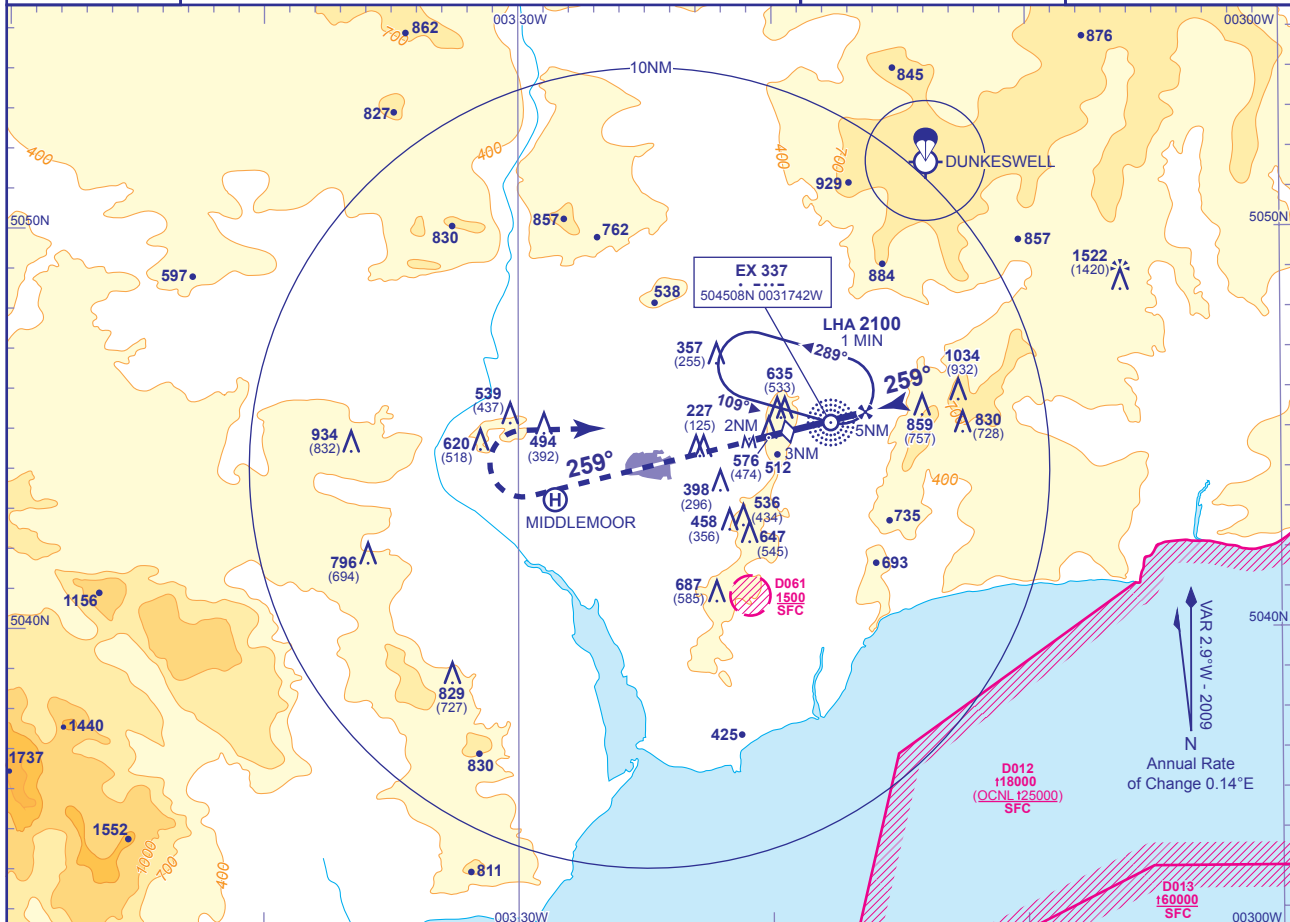 00330W
00300W
862
700
876
10NM
845
827
400
400
400
700
DUNKESWELL
929
5050N
857
762
830
857
5050N
1522
(1420)
597
884
EX 337
504508N 0031742W
538
LHA 2100
1 MIN
289°
357
(255)
1034
(932)
635
(533)
259°
109°
700
539
(437)
227
(125)
2NM
859
(757)
830
(728)
5NM
934
(832)
620
(518)
494
(392)
3NM
576
(474)
512
259°
400
398
(296)
536
(434)
MIDDLEMOOR
H
458
(356)
735
647
(545)
796
(694)
693
687
(585)
D061
1500
SFC
1156
VAR 2.9°W - 2009
5040N
5040N
829
(727)
1440
425
N
Annual Rate
of Change 0.14°E
1737
830
D012
†18000
(OCNL †25000)
SFC
1552
1000
700
400
811
D013
†60000
SFC
00330W
00300W